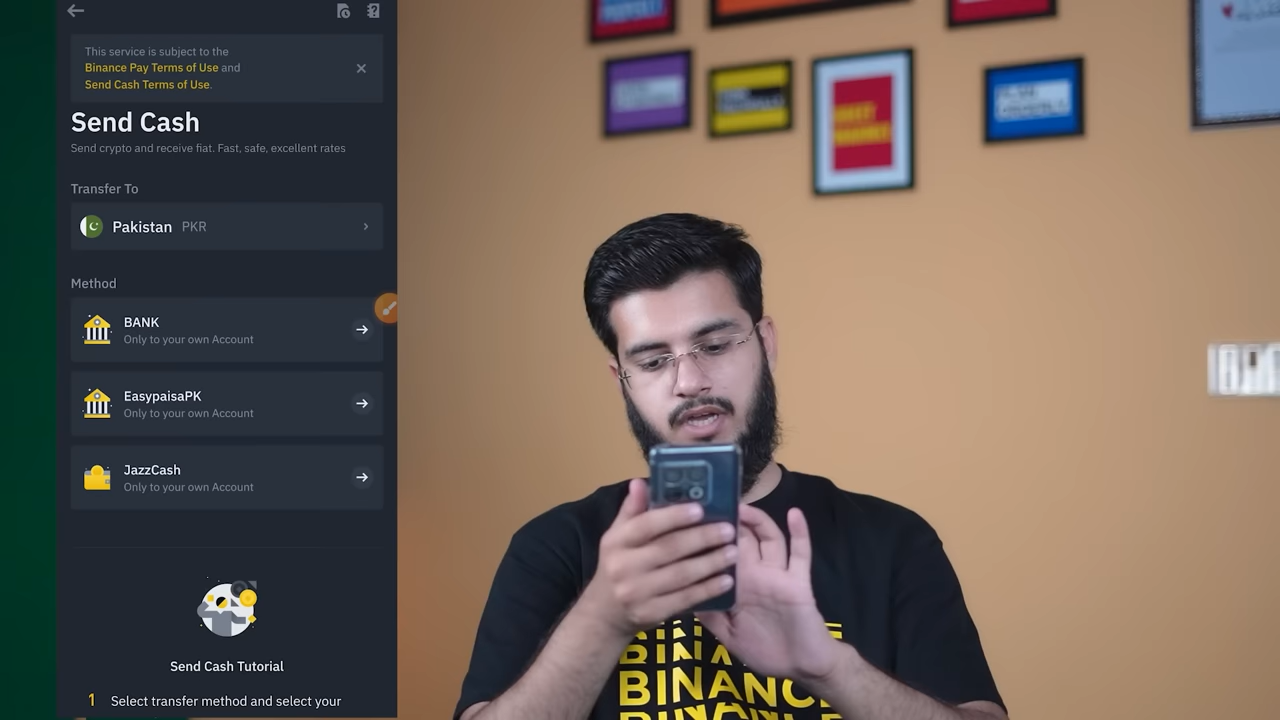 This service is subject to the
Binance Pay Terms of Use and
Send Cash Terms of Use.
Send Cash
Send crypto and receive fiat. Fast, safe, excellent rates
Transfer To
Pakistan PKR
Method
BANK
Only to your own Account
EasypaisaPK
Only to your own Account
JazzCash
Only to your own Account
Send Cash Tutorial
1 Select transfer method and select your
BINANCE